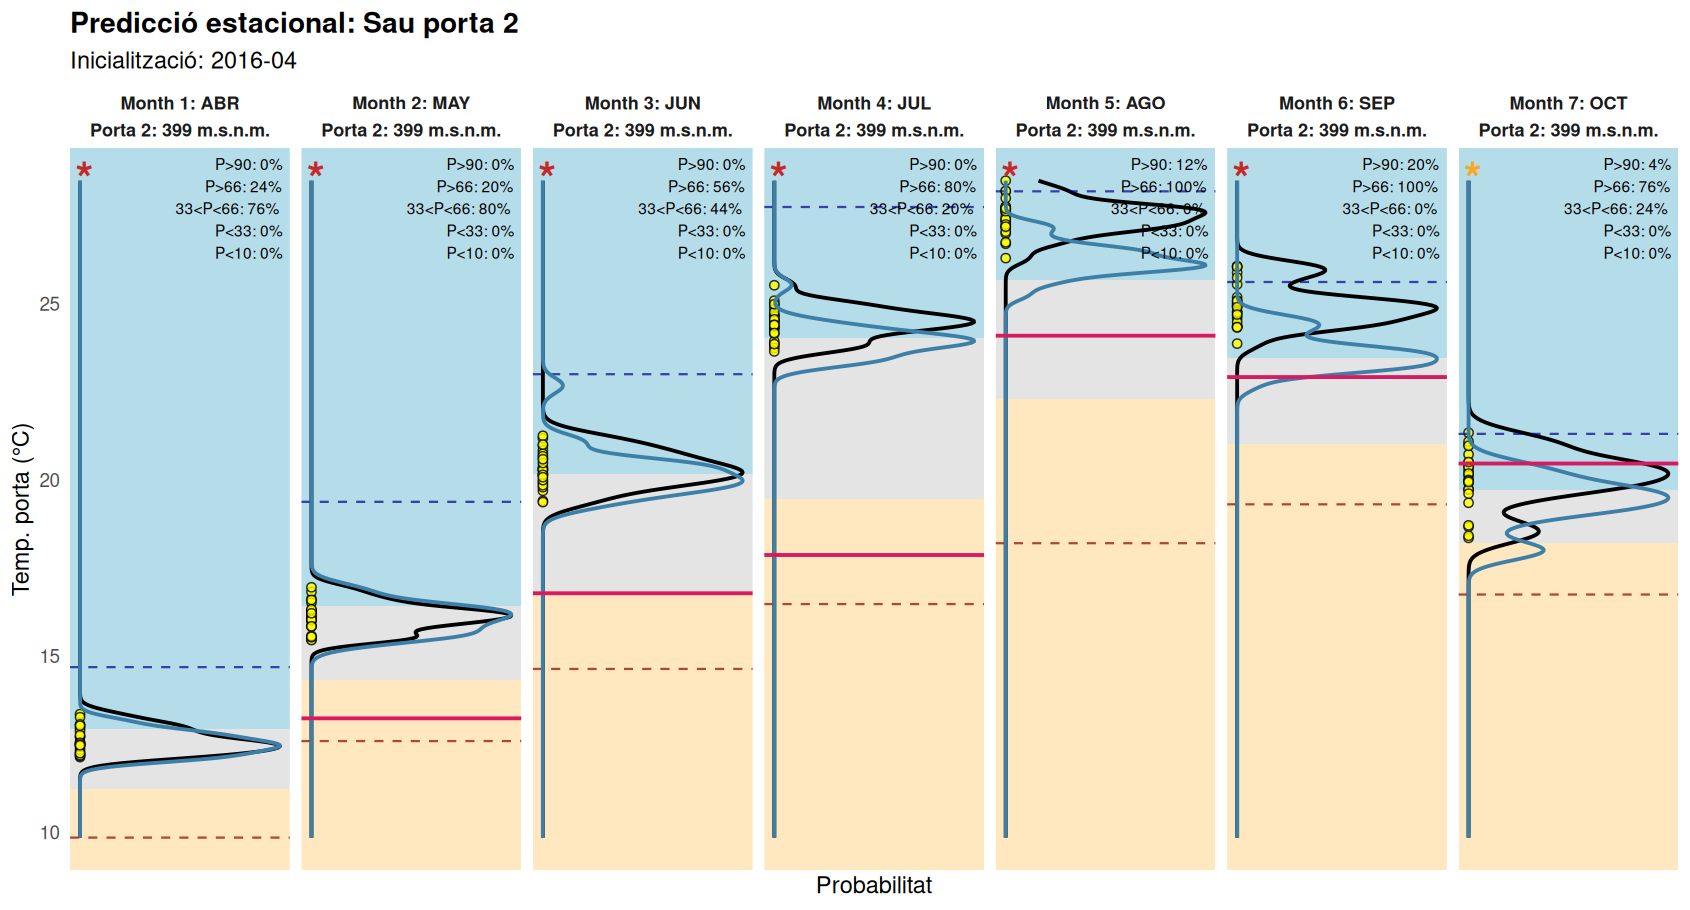 Predicció estacional: Sau porta 2
Inicialització: 2016-04
Month 1: ABR
Porta 2: 399 m.s.n.m.
Month 2: MAY
Porta 2: 399 m.s.n.m.
Month 3: JUN
Porta 2: 399 m.s.n.m.
Month 4: JUL
Porta 2: 399 m.s.n.m.
Month 5: AGO
Porta 2: 399 m.s.n.m.
Month 6: SEP
Porta 2: 399 m.s.n.m.
Month 7: OCT
Porta 2: 399 m.s.n.m.
*
P>90: 0%
P>66: 24%
33<P<66: 76%
P<33: 0%
P<10: 0%
*
P>90: 0%
P>66: 20%
33<P<66: 80%
P<33: 0%
P<10: 0%
*
P>90: 0%
P>66: 56%
33<P<66: 44%
P<33: 0%
P<10: 0%
*
P>90: 0%
P>66: 80%
33<P<66: 20%
P<33: 0%
P<10: 0%
*
P>90: 12%
P>66: 100%
33<P<66: 0%
P<33: 0%
P<10: 0%
*
P>90: 20%
P>66: 100%
33<P<66: 0%
P<33: 0%
P<10: 0%
*
P>90: 4%
P>66: 76%
33<P<66: 24%
P<33: 0%
P<10: 0%
25
20
15
10
Temp. porta (°C)
Probabilitat